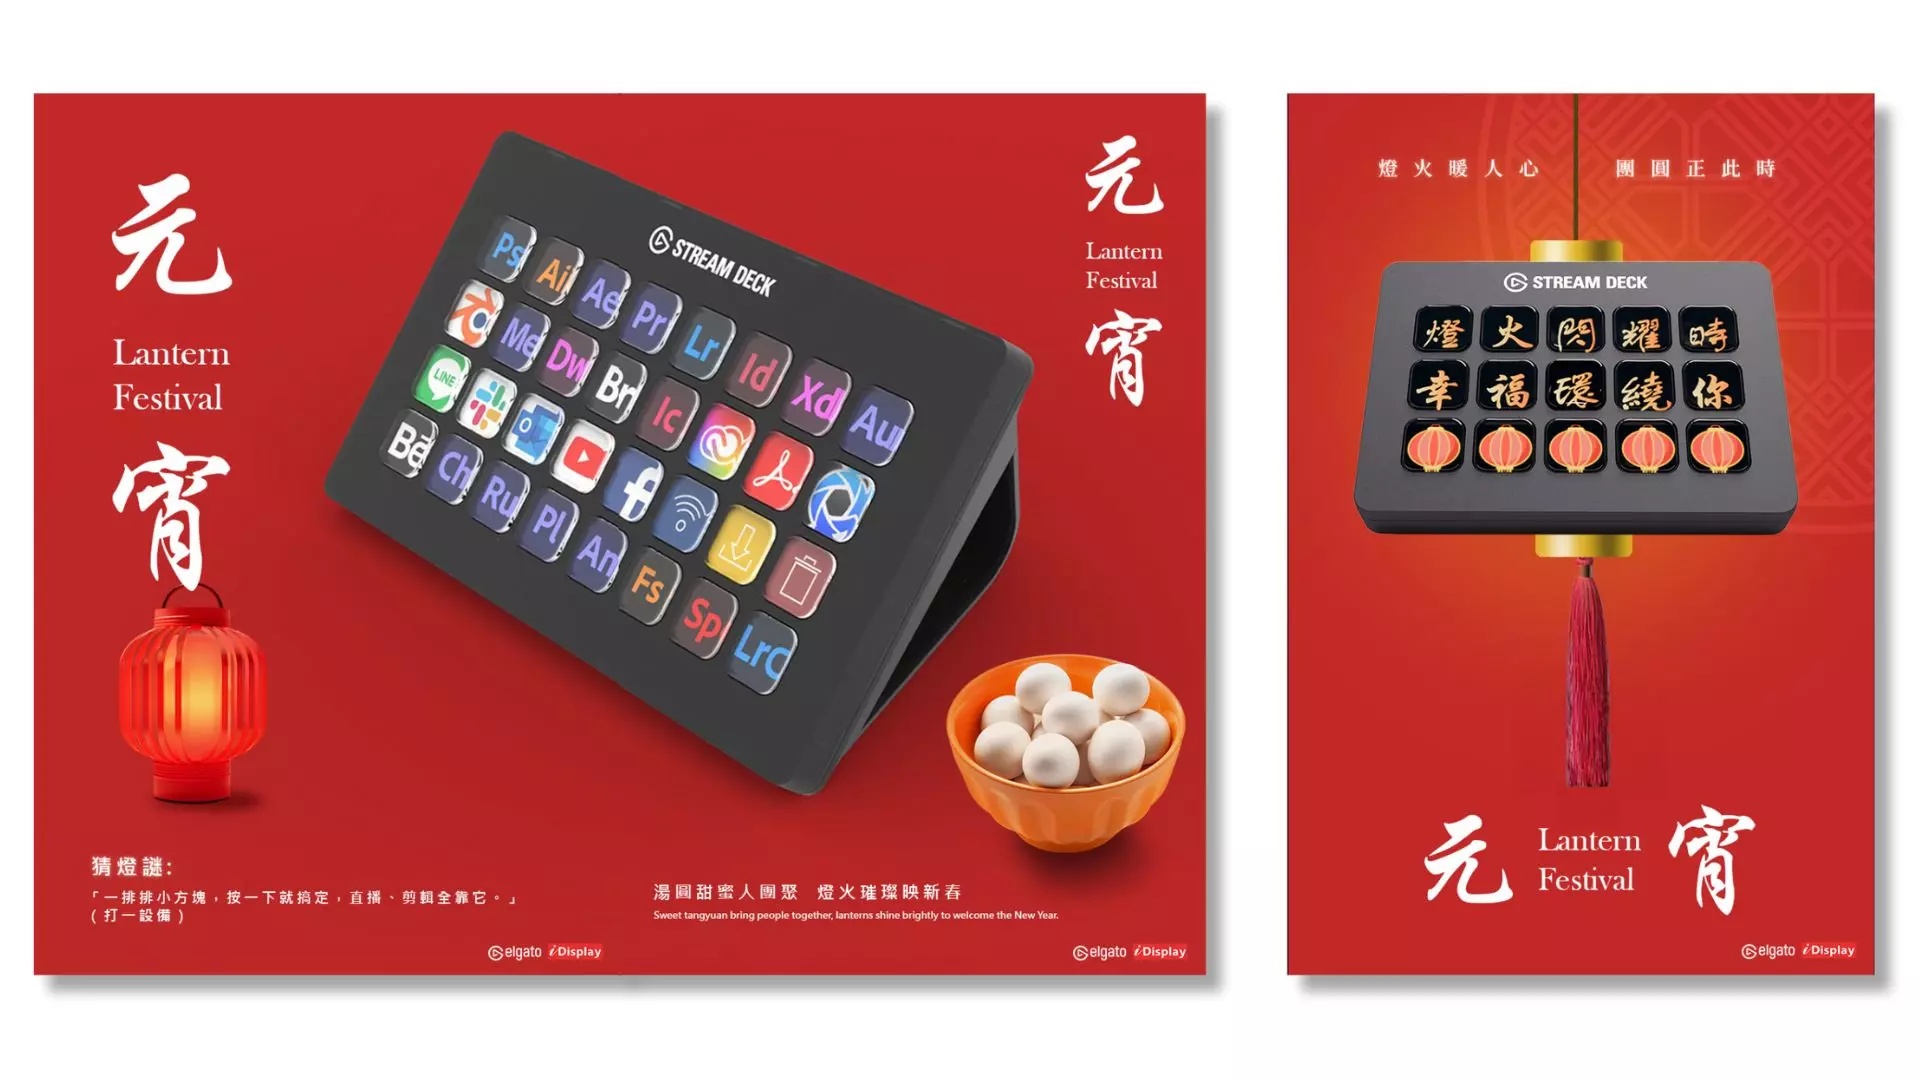 元
Lantern
Festival
宵
猜燈謎:
「一排排小方塊，按一下就搞定，直播、剪輯全靠它。」
( 打一設備 )
elgato iDisplay
STREAM DECK
Ps Ai Ae Pr Lr Id Xd Au
Me Dw Br Ic
LINE
Bē Ch Ru Pl An Fs Sp LrC
元
Lantern
Festival
宵
湯圓甜蜜人團聚 燈火璀璨映新春
Sweet tangyuan bring people together, lanterns shine brightly to welcome the New Year.
elgato iDisplay
燈火暖人心 團圓正此時
STREAM DECK
燈火閃耀時
幸福環繞你
元 Lantern
Festival 宵
elgato iDisplay